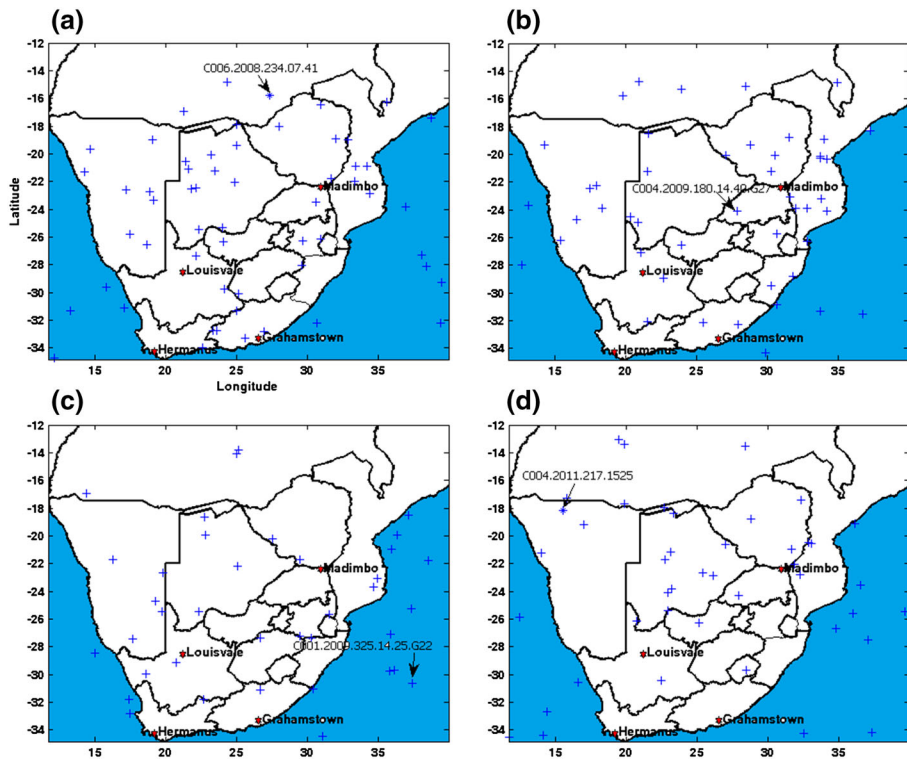 (a)
-12
-14
C006.2008.234.07.41
-16
-18
-20
-22
Madimbo
Latitude
-24
-26
-28
Louisvale
-30
-32
Grahamstown
-34
Hermanus
15 20 25 30 35
Longitude
(b)
-12
-14
-16
-18
-20
-22
Madimbo
C004.2009.180.14.40.G27
-24
-26
-28
Louisvale
-30
-32
Grahamstown
-34
Hermanus
15 20 25 30 35
(c)
-12
-14
-16
-18
-20
-22
Madimbo
-24
-26
C001.2009.325.14.25.G22
-28
Louisvale
-30
-32
Grahamstown
-34
Hermanus
15 20 25 30 35
(d)
-12
-14
C004.2011.217.1525
-16
-18
-20
-22
Madimbo
-24
-26
-28
Louisvale
-30
-32
Grahamstown
-34
Hermanus
15 20 25 30 35